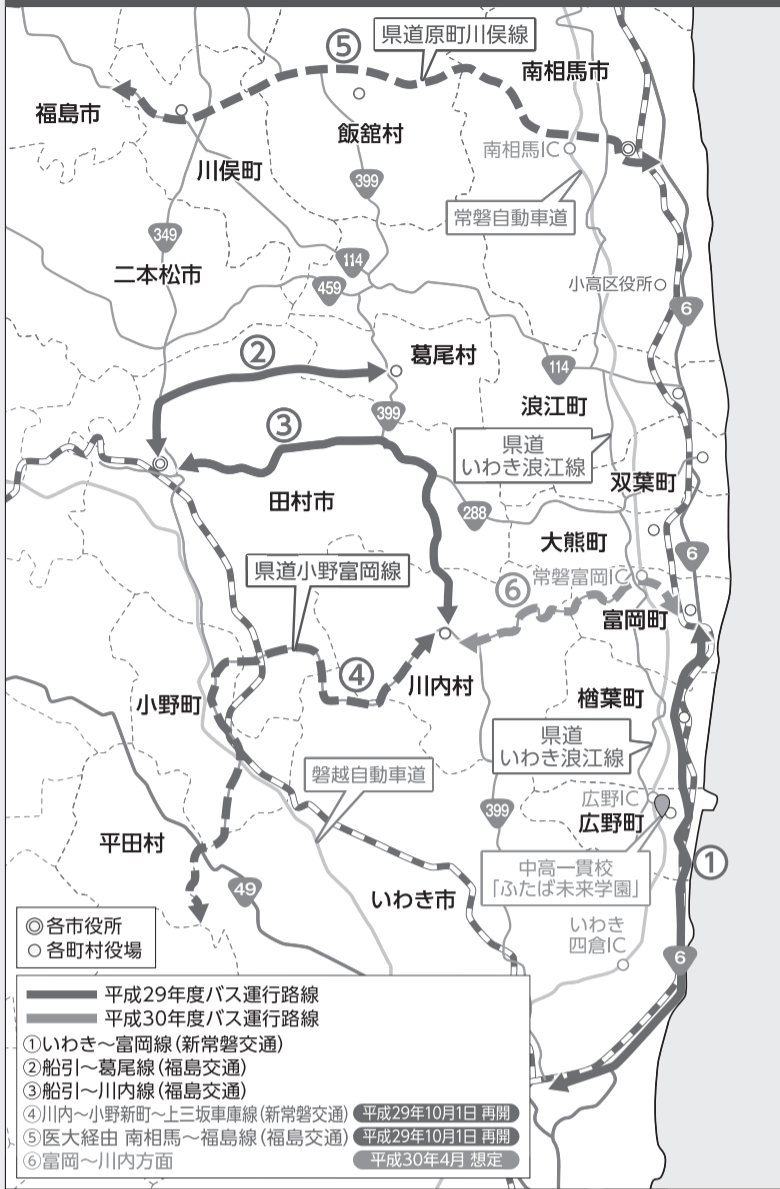 ⑤
県道原町川俣線
南相馬市
福島市
飯舘村
南相馬IC
川俣町
399
常磐自動車道
349
114
二本松市
459
小高区役所
6
②
葛尾村
114
399
浪江町
③
県道
いわき浪江線
双葉町
田村市
288
大熊町
6
県道小野富岡線
⑥
常磐富岡IC
富岡町
④
川内村
小野町
楢葉町
県道
いわき浪江線
磐越自動車道
広野IC
399
広野町
平田村
①
中高一貫校
「ふたば未来学園」
49
いわき市
いわき
四倉IC
6
◎各市役所
○各町村役場
平成29年度バス運行路線
平成30年度バス運行路線
①いわき～富岡線(新常磐交通)
②船引～葛尾線(福島交通)
③船引～川内線(福島交通)
④川内～小野新町～上三坂車庫線(新常磐交通) 平成29年10月1日 再開
⑤医大経由 南相馬～福島線(福島交通) 平成29年10月1日 再開
⑥富岡～川内方面 平成30年4月 想定